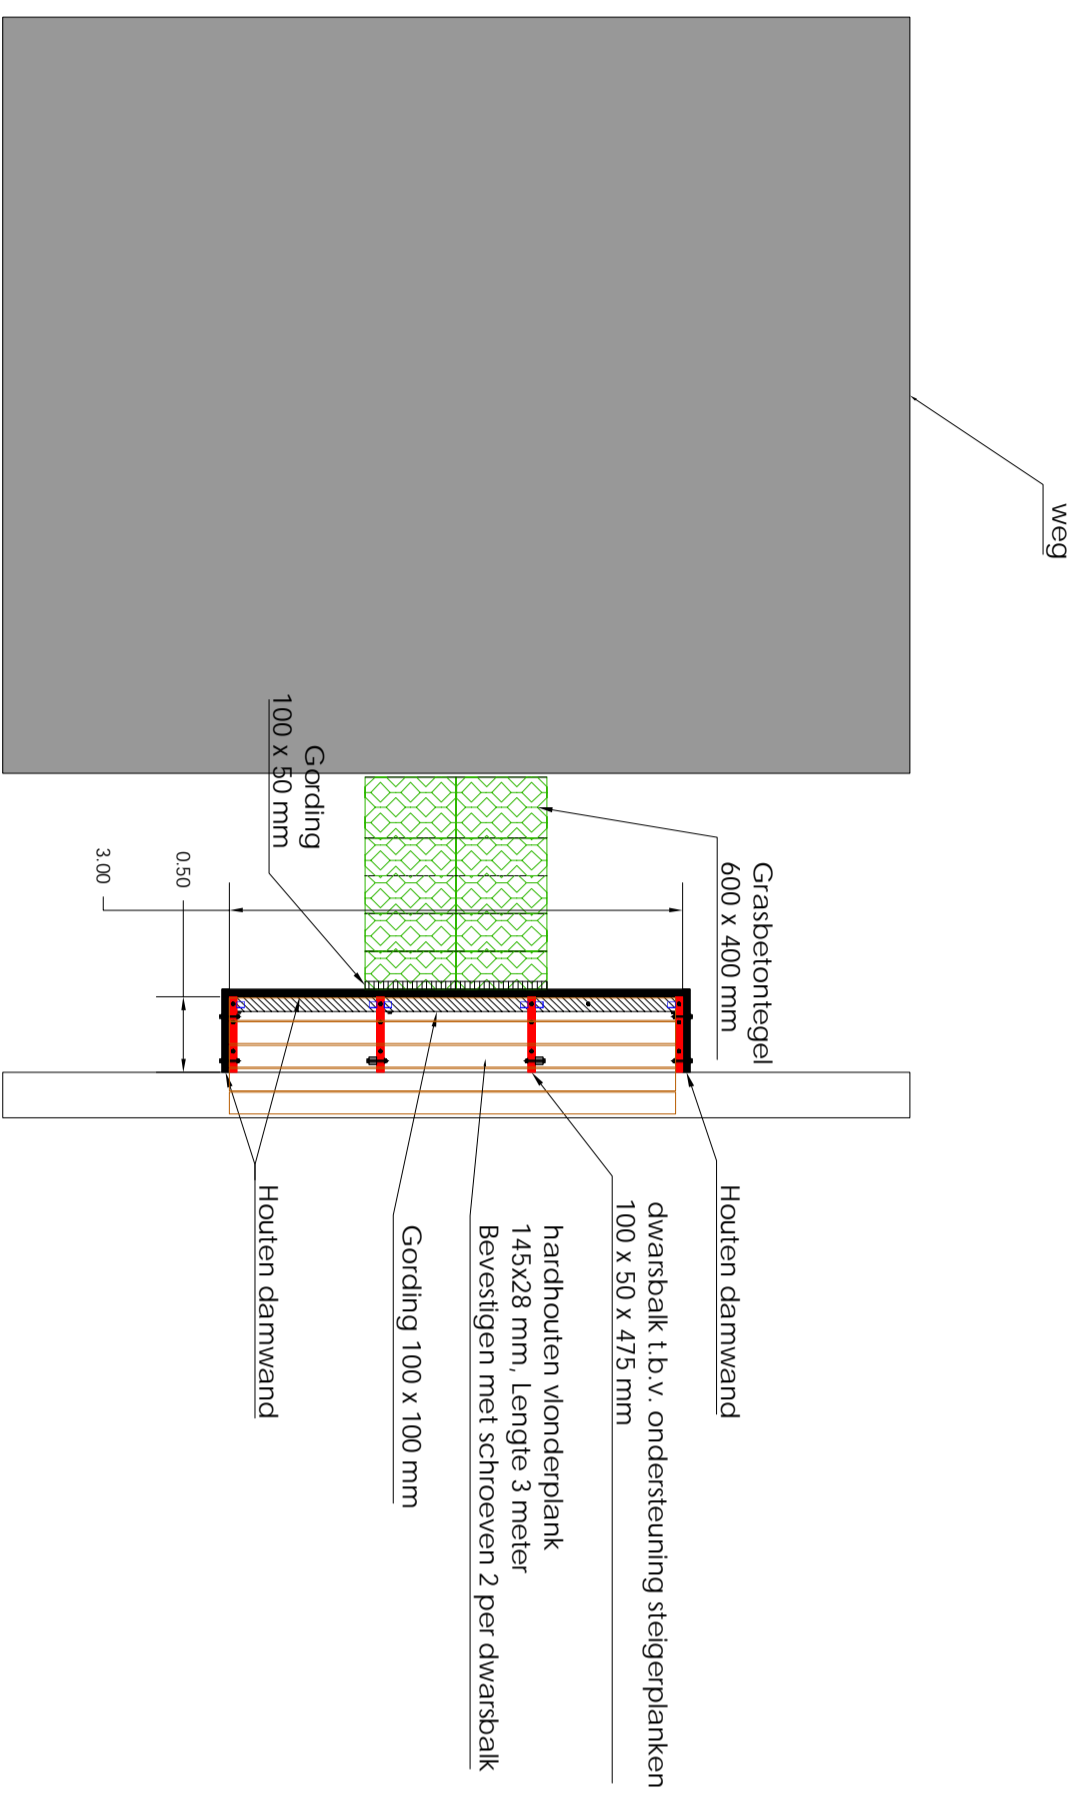 weg
Grasbetontegel
600 x 400 mm
Gording
100 x 50 mm
0.50
3.00
Houten damwand
dwarsbalk t.b.v. ondersteuning steigerplanken
100 x 50 x 475 mm
hardhouten vlonderplank
145x28 mm, Lengte 3 meter
Bevestigen met schroeven 2 per dwarsbalk
Gording 100 x 100 mm
Houten damwand